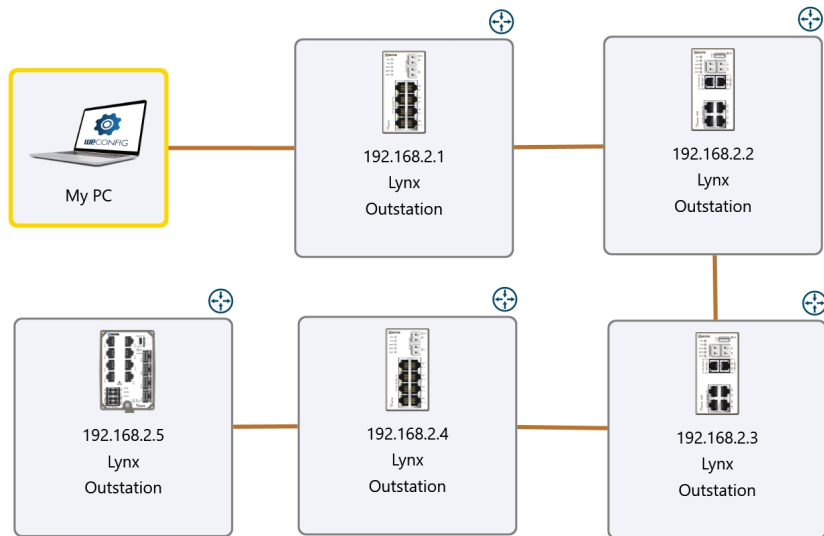 WECONFIG
My PC
192.168.2.1
Lynx
Outstation
192.168.2.2
Lynx
Outstation
192.168.2.5
Lynx
Outstation
192.168.2.4
Lynx
Outstation
192.168.2.3
Lynx
Outstation